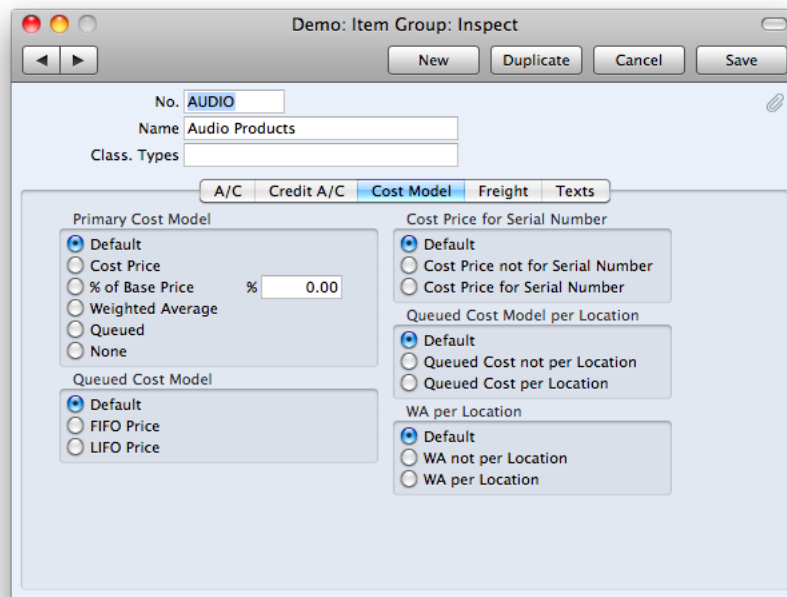 Demo: Item Group: Inspect
New Duplicate Cancel Save
No. AUDIO
Name Audio Products
Class. Types
A/C Credit A/C Cost Model Freight Texts
Primary Cost Model
Default
Cost Price
% of Base Price % 0.00
Weighted Average
Queued
None
Queued Cost Model
Default
FIFO Price
LIFO Price
Cost Price for Serial Number
Default
Cost Price not for Serial Number
Cost Price for Serial Number
Queued Cost Model per Location
Default
Queued Cost not per Location
Queued Cost per Location
WA per Location
Default
WA not per Location
WA per Location